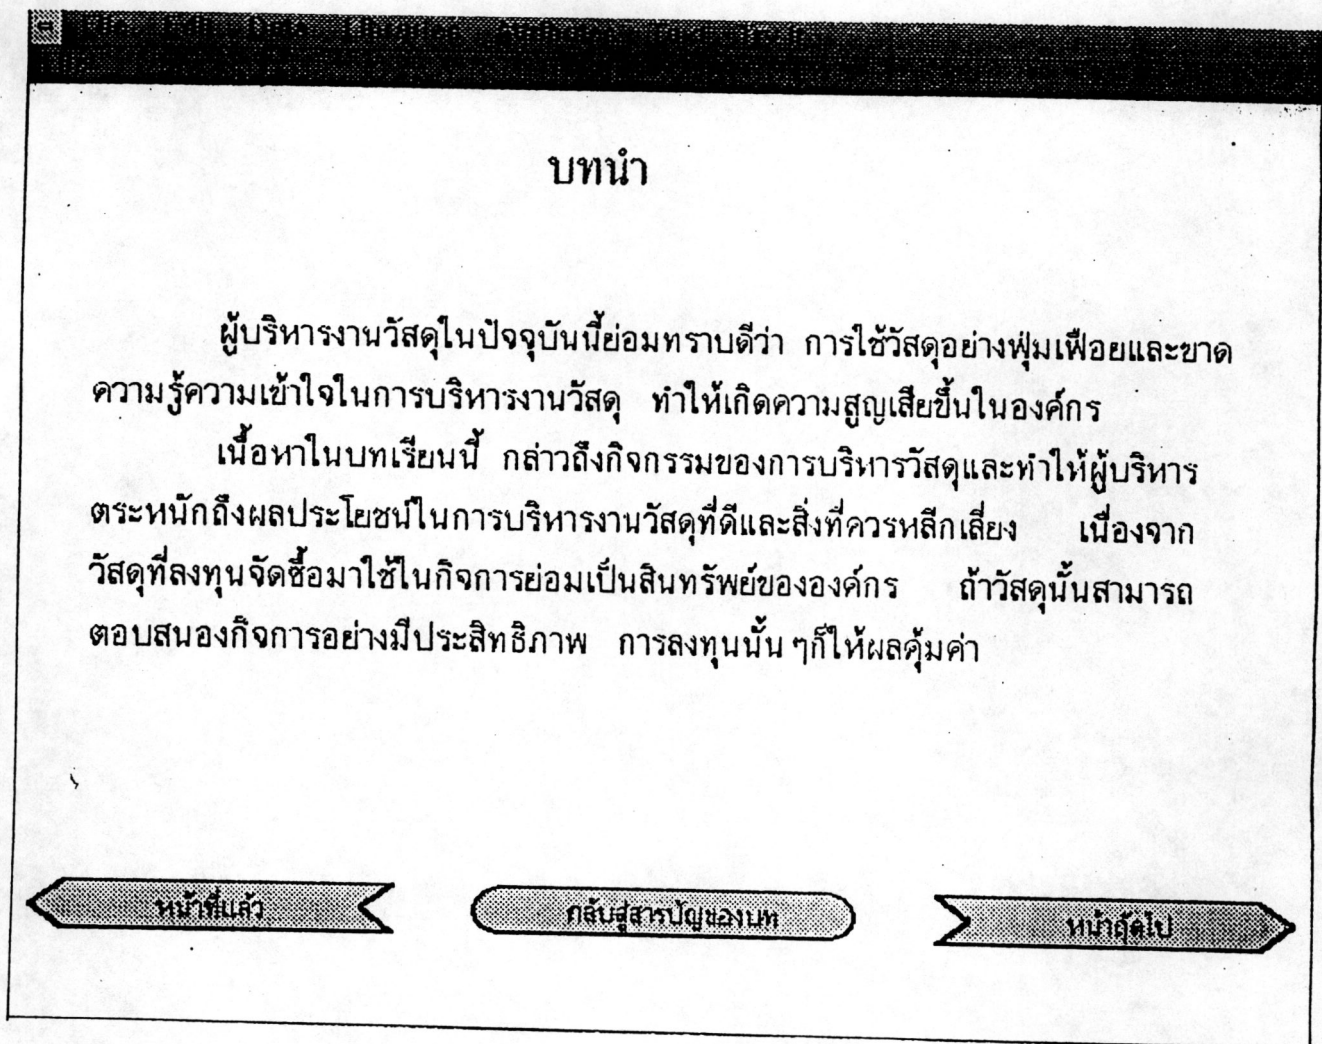 บทนำ
ผู้บริหารงานวัสดุในปัจจุบันนี้ย่อมทราบดีว่า การใช้วัสดุอย่างฟุ่มเฟือยและขาด
ความรู้ความเข้าใจในการบริหารงานวัสดุ ทำให้เกิดความสูญเสียขึ้นในองค์กร
เนื้อหาในบทเรียนนี้ กล่าวถึงกิจกรรมของการบริหารวัสดุและทำให้ผู้บริหาร
ตระหนักถึงผลประโยชน์ในการบริหารงานวัสดุที่ดีและสิ่งที่ควรหลีกเลี่ยง เนื่องจาก
วัสดุที่ลงทุนจัดซื้อมาใช้ในกิจการย่อมเป็นสินทรัพย์ขององค์กร ถ้าวัสดุนั้นสามารถ
ตอบสนองกิจการอย่างมีประสิทธิภาพ การลงทุนนั้นๆก็ให้ผลคุ้มค่า
หน้าที่แล้ว กลับสู่สารบัญของบท หน้าถัดไป